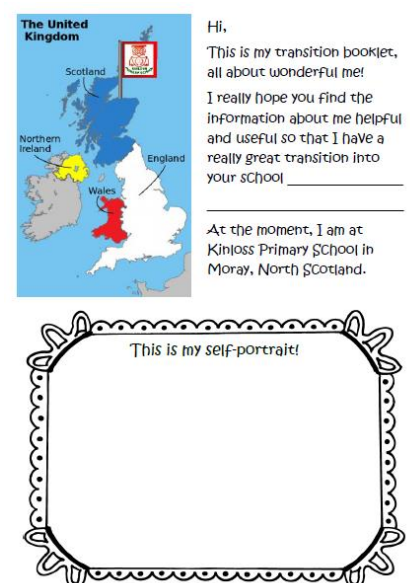 The United
Kingdom
Scotland
Northern
Ireland
England
Wales
Hi,
This is my transition booklet,
all about wonderful me!
I really hope you find the
information about me helpful
and useful so that I have a
really great transition into
your school
At the moment, I am at
Kinloss Primary School in
Moray, North Scotland.
This is my self-portrait!